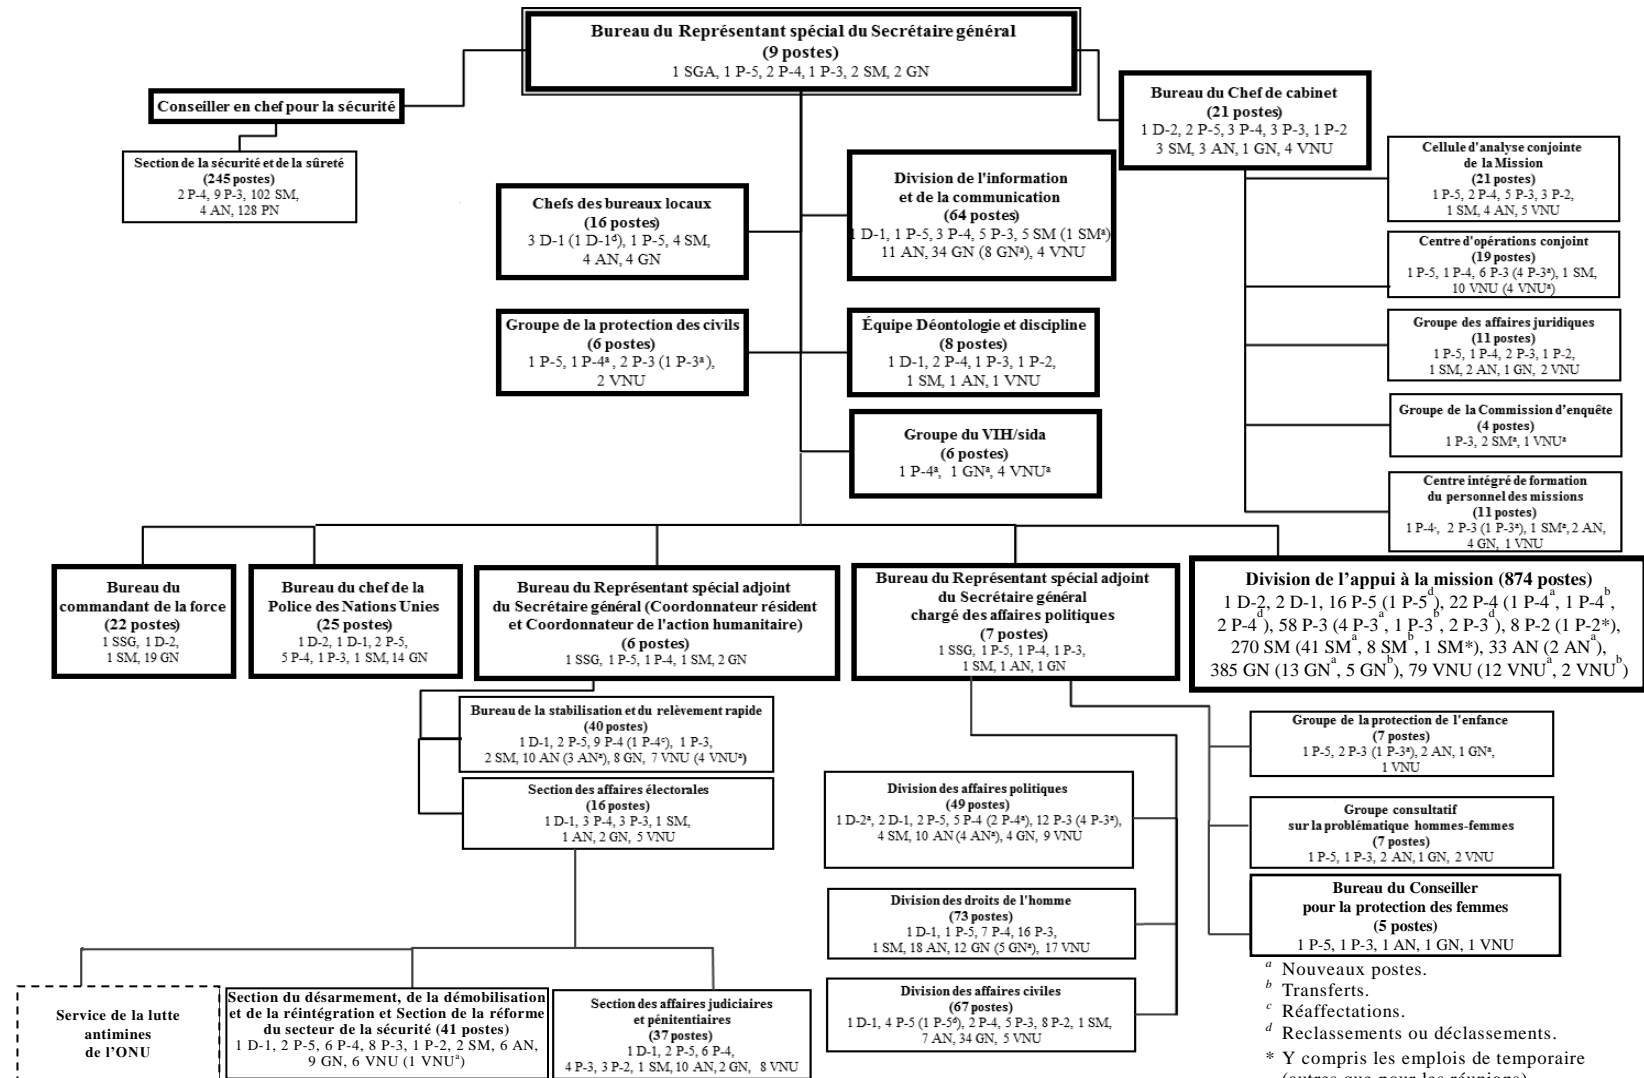 Bureau du Représentant spécial du Secrétaire général
(9 postes)
1 SGA, 1 P-5, 2 P-4, 1 P-3, 2 SM, 2 GN
Conseiller en chef pour la sécurité
Section de la sécurité et de la sûreté
(245 postes)
2 P-4, 9 P-3, 102 SM,
4 AN, 128 PN
Bureau du Chef de cabinet
(21 postes)
1 D-2, 2 P-5, 3 P-4, 3 P-3, 1 P-2
3 SM, 3 AN, 1 GN, 4 VNU
Chefs des bureaux locaux
(16 postes)
3 D-1 (1 D-1ᵈ), 1 P-5, 4 SM,
4 AN, 4 GN
Division de l'information
et de la communication
(64 postes)
1 D-1, 1 P-5, 3 P-4, 5 P-3, 5 SM (1 SMᵃ)
11 AN, 34 GN (8 GNᵃ), 4 VNU
Groupe de la protection des civils
(6 postes)
1 P-5, 1 P-4ᵃ, 2 P-3 (1 P-3ᵃ),
2 VNU
Équipe Déontologie et discipline
(8 postes)
1 D-1, 2 P-4, 1 P-3, 1 P-2,
1 SM, 1 AN, 1 VNU
Groupe du VIH/sida
(6 postes)
1 P-4ᵃ, 1 GNᵃ, 4 VNUᵃ
Cellule d'analyse conjointe
de la Mission
(21 postes)
1 P-5, 2 P-4, 5 P-3, 3 P-2,
1 SM, 4 AN, 5 VNU
Centre d'opérations conjoint
(19 postes)
1 P-5, 1 P-4, 6 P-3 (4 P-3ᵃ), 1 SM,
10 VNU (4 VNUᵃ)
Groupe des affaires juridiques
(11 postes)
1 P-5, 1 P-4, 2 P-3, 1 P-2,
1 SM, 2 AN, 1 GN, 2 VNU
Groupe de la Commission d'enquête
(4 postes)
1 P-3, 2 SMᵃ, 1 VNUᵃ
Centre intégré de formation
du personnel des missions
(11 postes)
1 P-4, 2 P-3 (1 P-3ᵃ), 1 SMᵃ, 2 AN,
4 GN, 1 VNU
Bureau du
commandant de la force
(22 postes)
1 SSG, 1 D-2,
1 SM, 19 GN
Bureau du chef de la
Police des Nations Unies
(25 postes)
1 D-2, 1 D-1, 2 P-5,
5 P-4, 1 P-3, 1 SM, 14 GN
Bureau du Représentant spécial adjoint
du Secrétaire général (Coordonnateur résident
et Coordonnateur de l'action humanitaire)
(6 postes)
1 SSG, 1 P-5, 1 P-4, 1 SM, 2 GN
Bureau du Représentant spécial adjoint
du Secrétaire général
chargé des affaires politiques
(7 postes)
1 SSG, 1 P-5, 1 P-4, 1 P-3,
1 SM, 1 AN, 1 GN
Division de l'appui à la mission (874 postes)
1 D-2, 2 D-1, 16 P-5 (1 P-5ᵈ), 22 P-4 (1 P-4ᵃ, 1 P-4ᵇ,
2 P-4ᵈ), 58 P-3 (4 P-3ᵃ, 1 P-3ᵇ, 2 P-3ᵈ), 8 P-2 (1 P-2*),
270 SM (41 SMᵃ, 8 SMᵇ, 1 SM*), 33 AN (2 ANᵃ),
385 GN (13 GNᵃ, 5 GNᵇ), 79 VNU (12 VNUᵃ, 2 VNUᵇ)
Bureau de la stabilisation et du relèvement rapide
(40 postes)
1 D-1, 2 P-5, 9 P-4 (1 P-4ᶜ), 1 P-3,
2 SM, 10 AN (3 ANᵃ), 8 GN, 7 VNU (4 VNUᵃ)
Section des affaires électorales
(16 postes)
1 D-1, 3 P-4, 3 P-3, 1 SM,
1 AN, 2 GN, 5 VNU
Division des affaires politiques
(49 postes)
1 D-2ᵃ, 2 D-1, 2 P-5, 5 P-4 (2 P-4ᵃ), 12 P-3 (4 P-3ᵃ),
4 SM, 10 AN (4 ANᵃ), 4 GN, 9 VNU
Division des droits de l'homme
(73 postes)
1 D-1, 1 P-5, 7 P-4, 16 P-3,
1 SM, 18 AN, 12 GN (5 GNᵃ), 17 VNU
Division des affaires civiles
(67 postes)
1 D-1, 4 P-5 (1 P-5ᵈ), 2 P-4, 5 P-3, 8 P-2, 1 SM,
7 AN, 34 GN, 5 VNU
Groupe de la protection de l'enfance
(7 postes)
1 P-5, 2 P-3 (1 P-3ᵃ), 2 AN, 1 GNᵃ,
1 VNU
Groupe consultatif
sur la problématique hommes-femmes
(7 postes)
1 P-5, 1 P-3, 2 AN, 1 GN, 2 VNU
Bureau du Conseiller
pour la protection des femmes
(5 postes)
1 P-5, 1 P-3, 1 AN, 1 GN, 1 VNU
Service de la lutte
antimines
de l'ONU
Section du désarmement, de la démobilisation
et de la réintégration et Section de la réforme
du secteur de la sécurité (41 postes)
1 D-1, 2 P-5, 6 P-4, 8 P-3, 1 P-2, 2 SM, 6 AN,
9 GN, 6 VNU (1 VNUᵃ)
Section des affaires judiciaires
et pénitentiaires
(37 postes)
1 D-1, 2 P-5, 6 P-4,
4 P-3, 3 P-2, 1 SM, 10 AN, 2 GN, 8 VNU
ᵃ Nouveaux postes.
ᵇ Transferts.
ᶜ Réaffectations.
ᵈ Reclassements ou déclassements.
* Y compris les emplois de temporaire
(autres que pour les réunions)